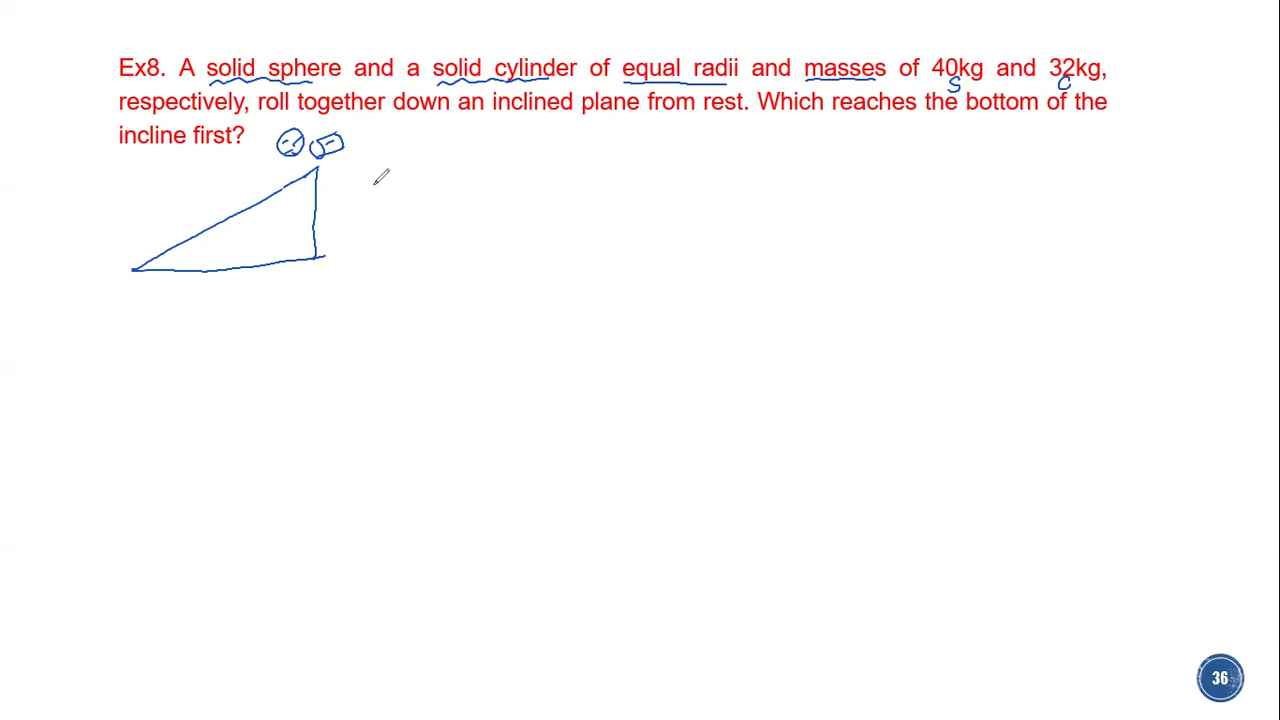 Ex8. A solid sphere and a solid cylinder of equal radii and masses of 40kg and 32kg,
S C
respectively, roll together down an inclined plane from rest. Which reaches the bottom of the
incline first?
36